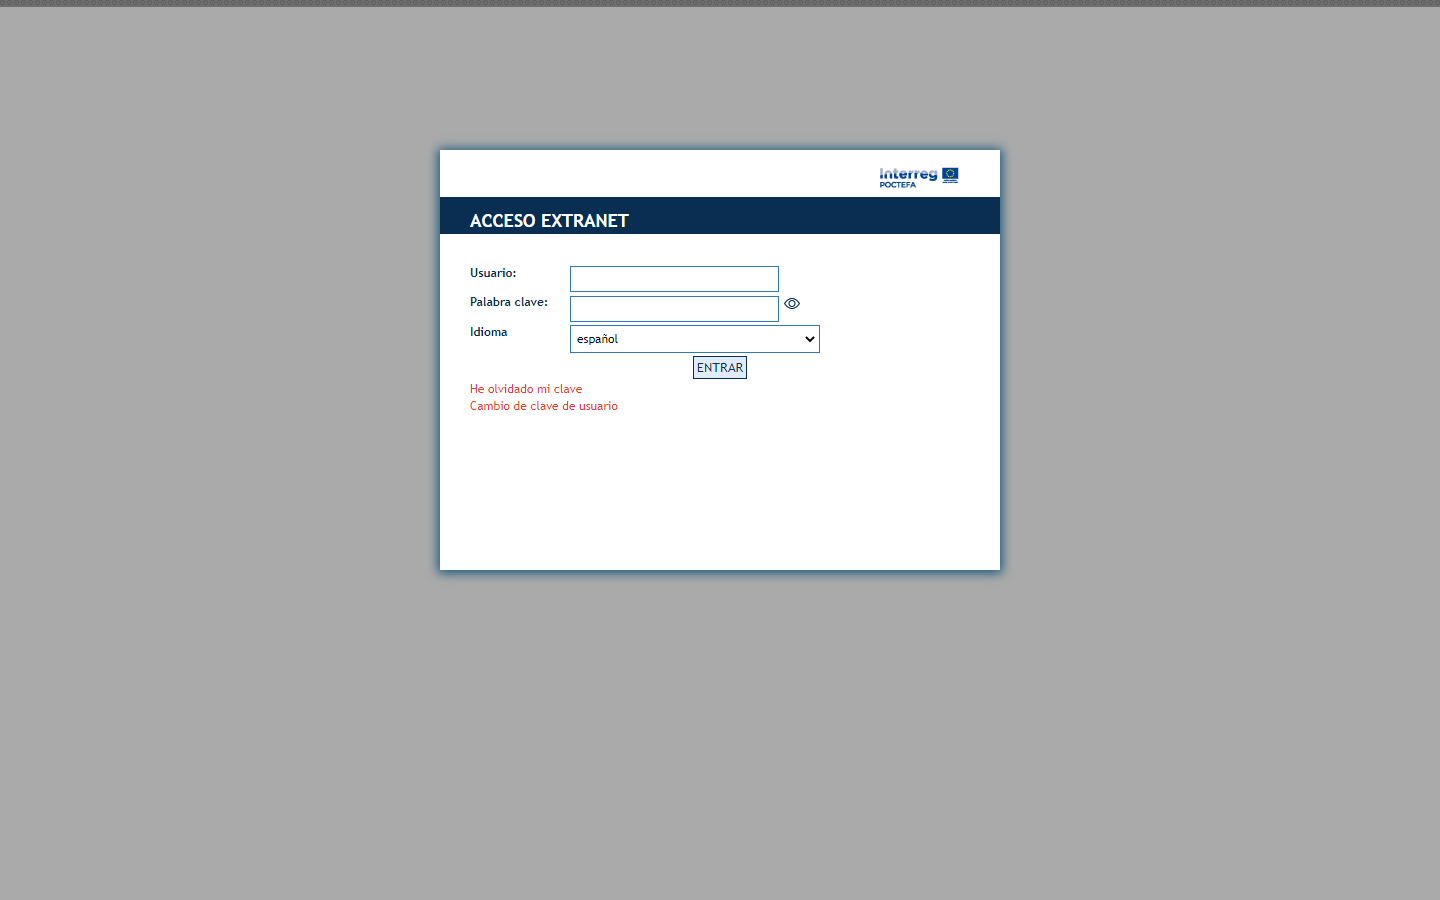 Interreg
POCTEFA
ACCESO EXTRANET
Usuario:
Palabra clave:
Idioma
español
ENTRAR
He olvidado mi clave
Cambio de clave de usuario